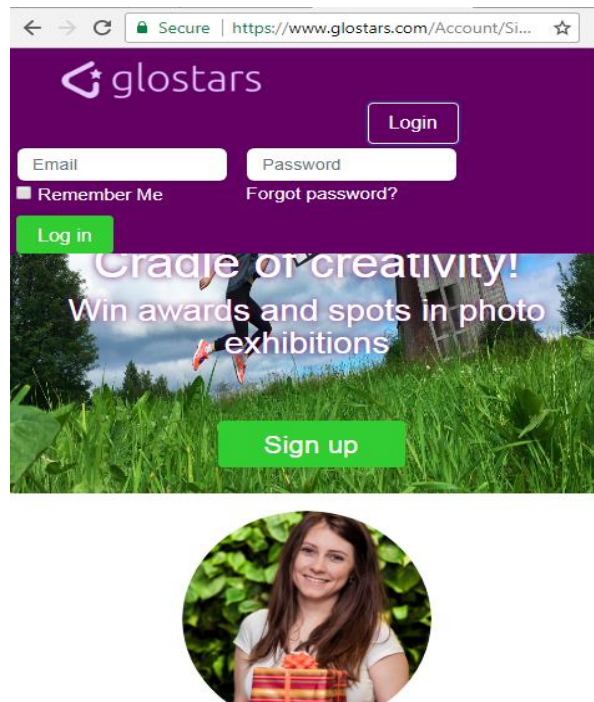 Secure | https://www.glostars.com/Account/Si...
glostars
Login
Email Password
Remember Me Forgot password?
Log in
Cradle of creativity!
Win awards and spots in photo
exhibitions
Sign up